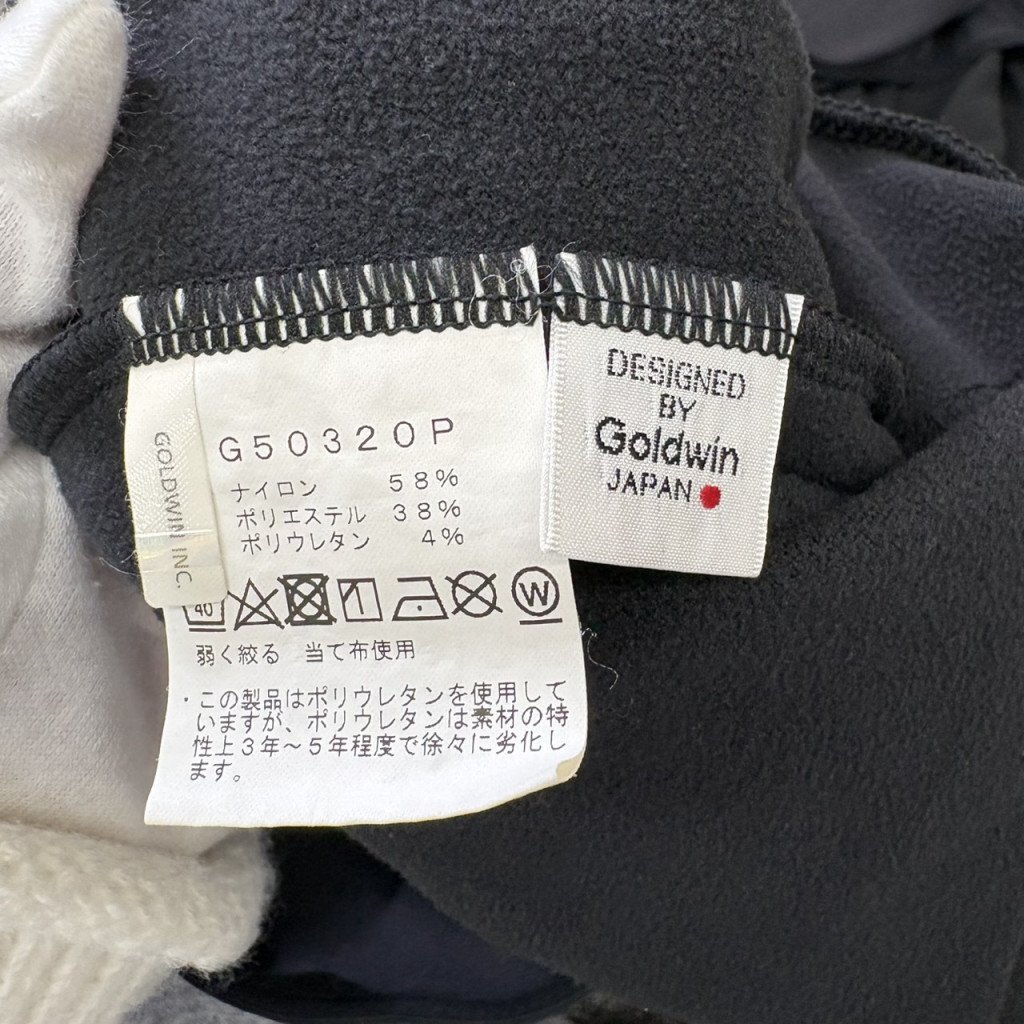 GOLDWIN INC.
G50320P
ナイロン 58%
ポリエステル 38%
ポリウレタン 4%
40
W
弱く絞る 当て布使用
・この製品はポリウレタンを使用して
いますが、ポリウレタンは素材の特
性上3年～5年程度で徐々に劣化し
ます。
DESIGNED
BY
Goldwin
JAPAN